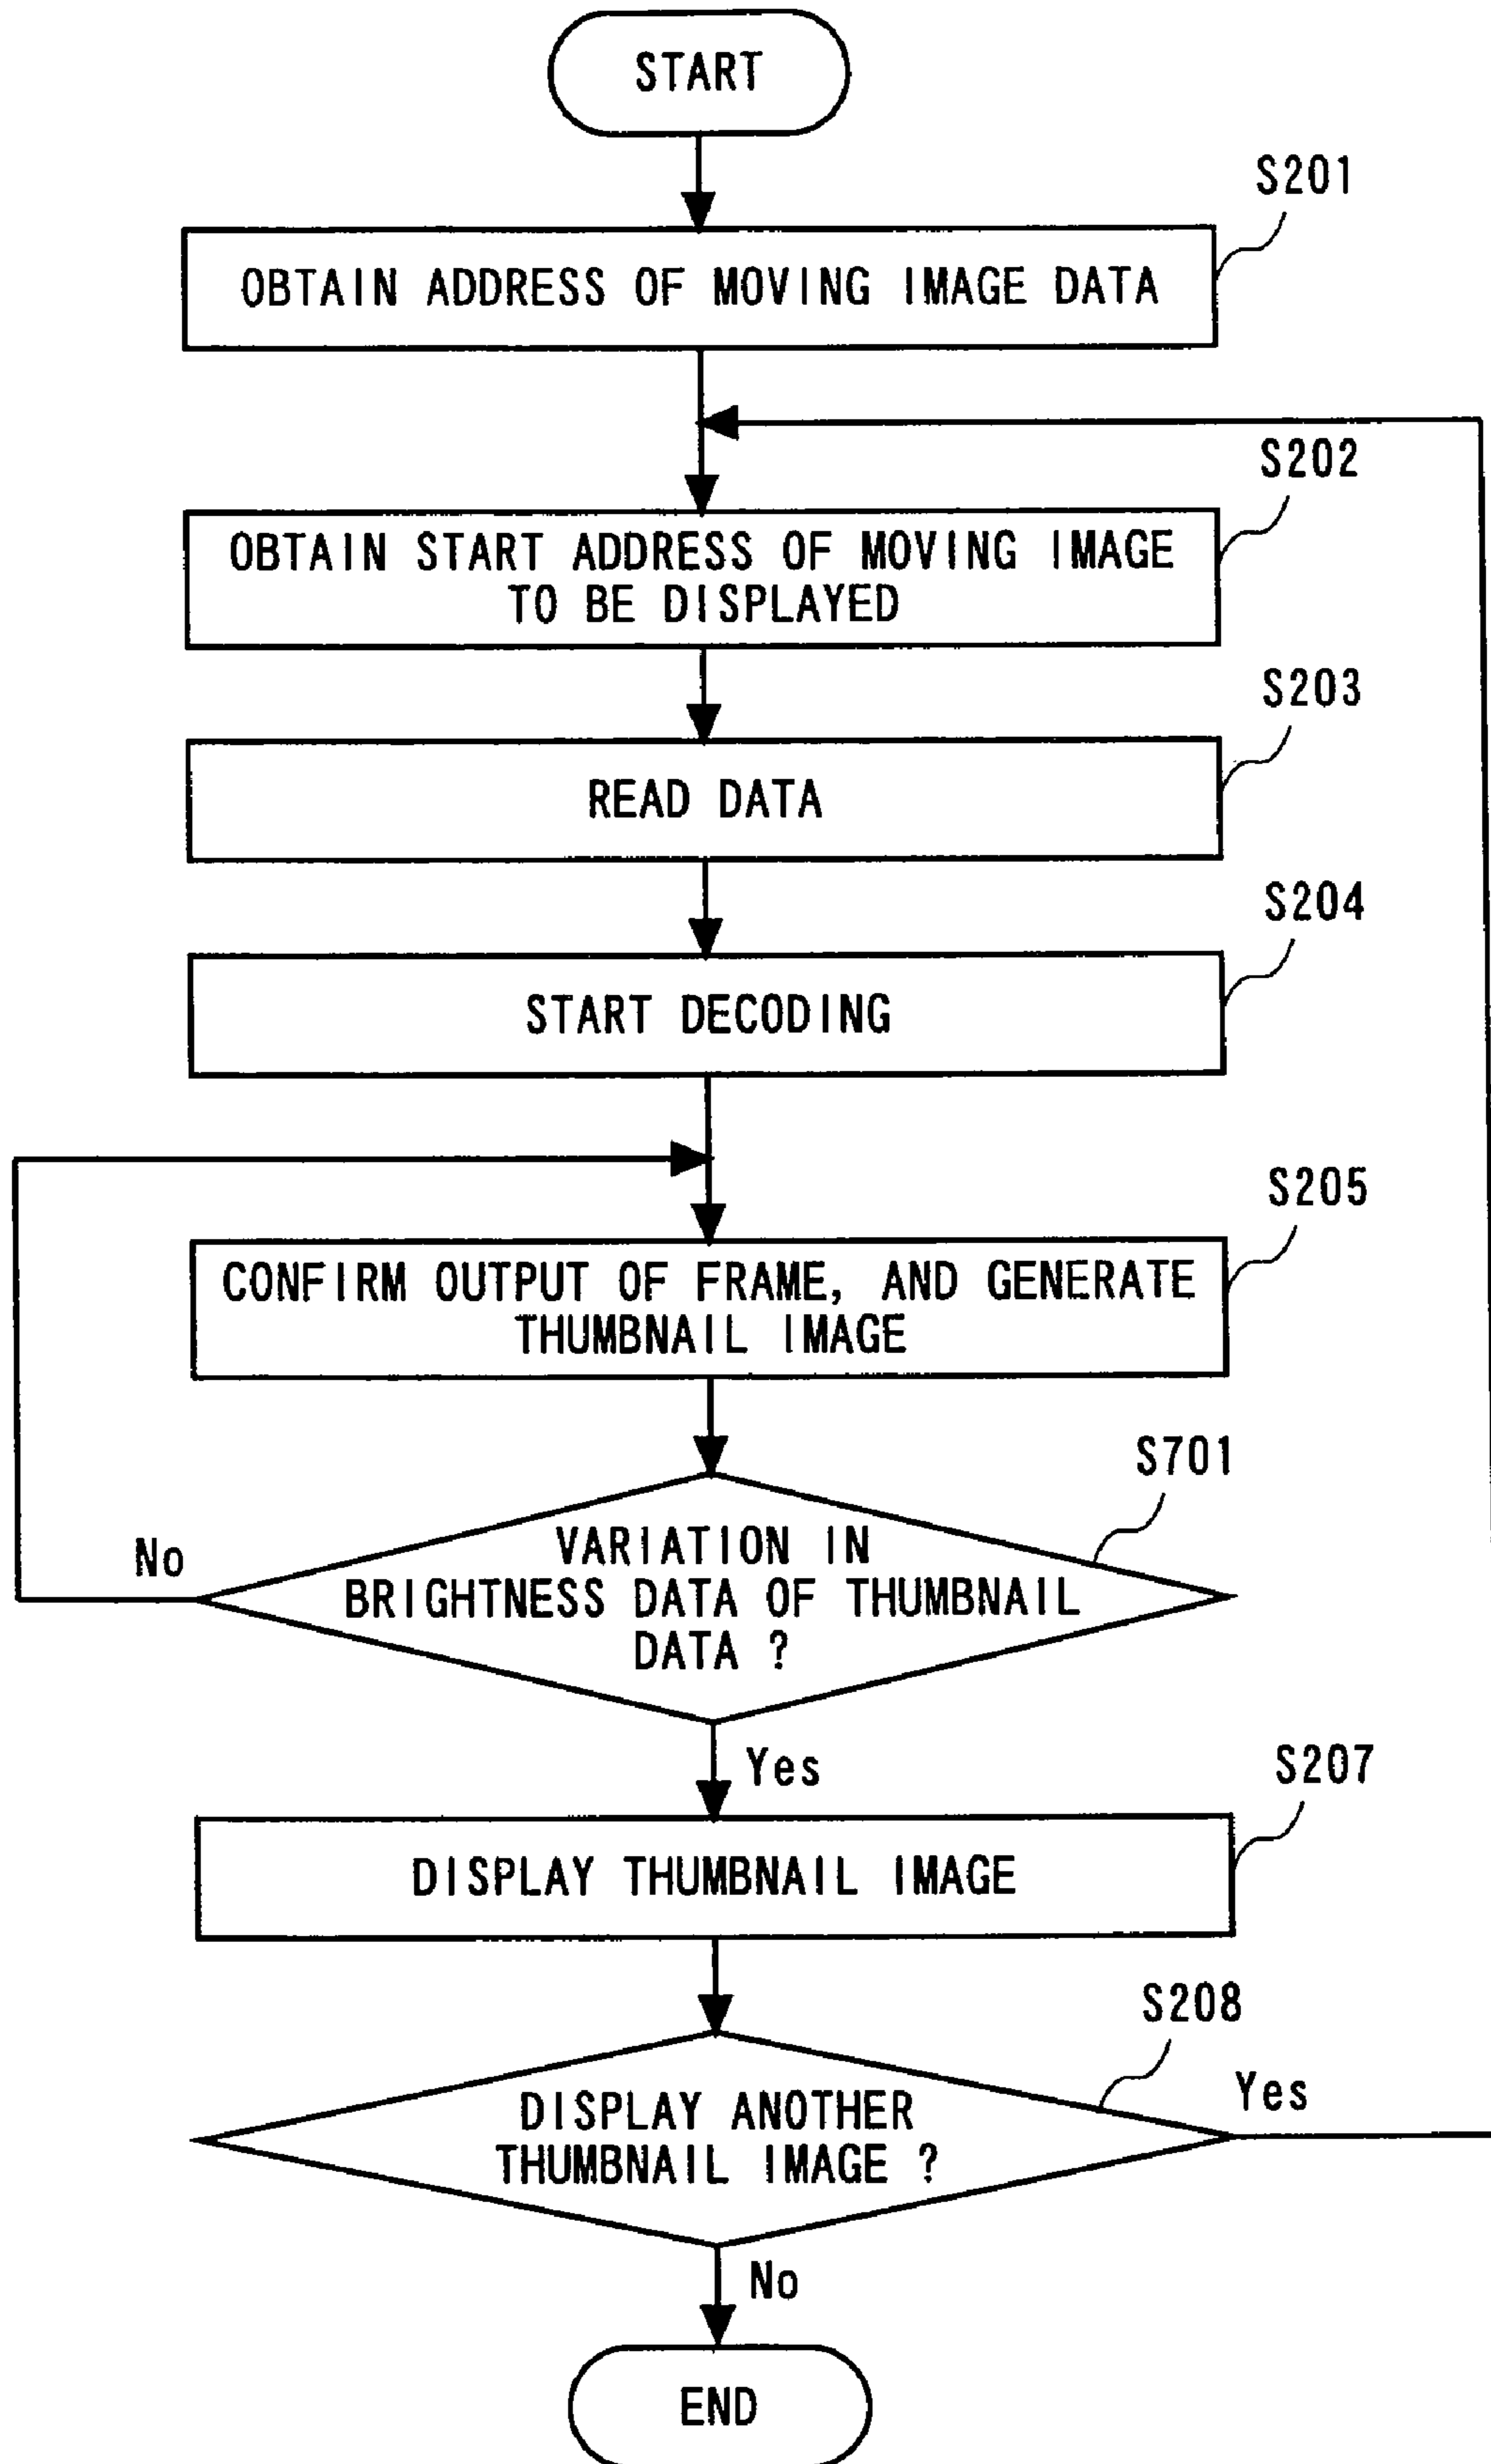 START
S201
OBTAIN ADDRESS OF MOVING IMAGE DATA
S202
OBTAIN START ADDRESS OF MOVING IMAGE
TO BE DISPLAYED
S203
READ DATA
S204
START DECODING
S205
CONFIRM OUTPUT OF FRAME, AND GENERATE
THUMBNAIL IMAGE
S701
No
VARIATION IN
BRIGHTNESS DATA OF THUMBNAIL
DATA ?
Yes
S207
DISPLAY THUMBNAIL IMAGE
S208
Yes
DISPLAY ANOTHER
THUMBNAIL IMAGE ?
No
END